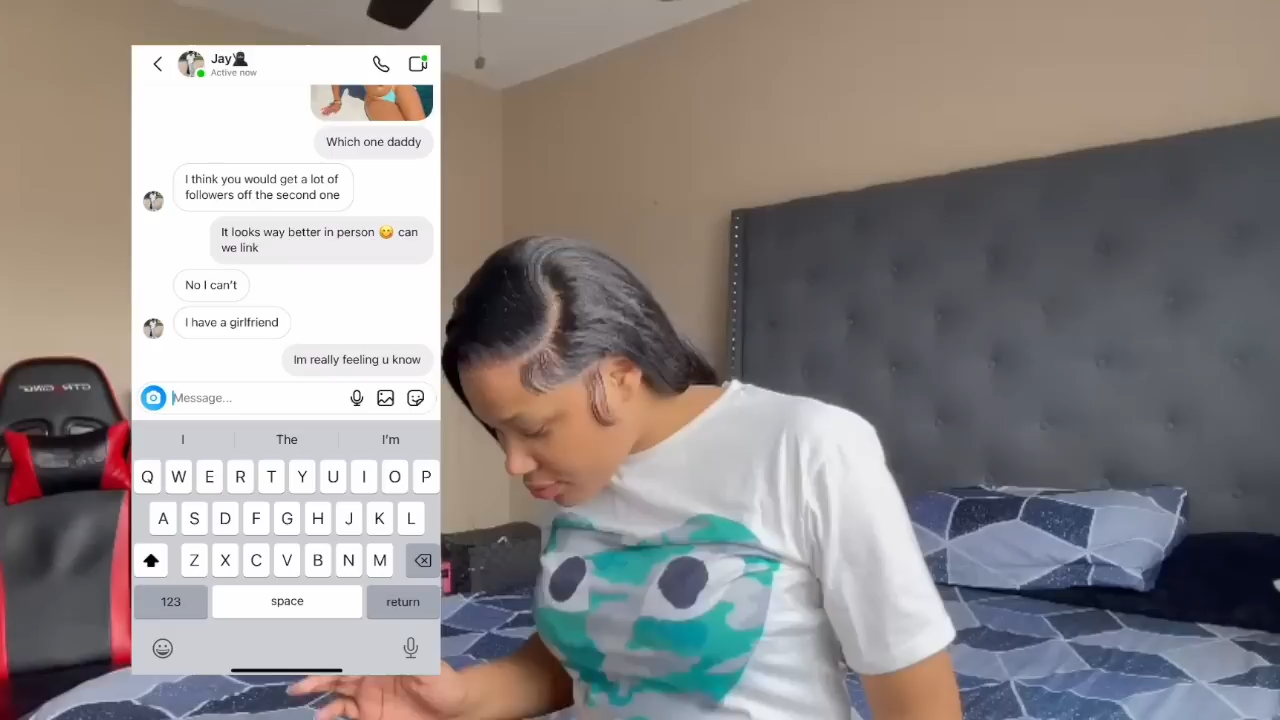 Jay
Active now
Which one daddy
I think you would get a lot of
followers off the second one
It looks way better in person 😋 can
we link
No I can't
I have a girlfriend
Im really feeling u know
Message...
I The I'm
Q W E R T Y U I O P
A S D F G H J K L
Z X C V B N M
123 space return
GTRACING